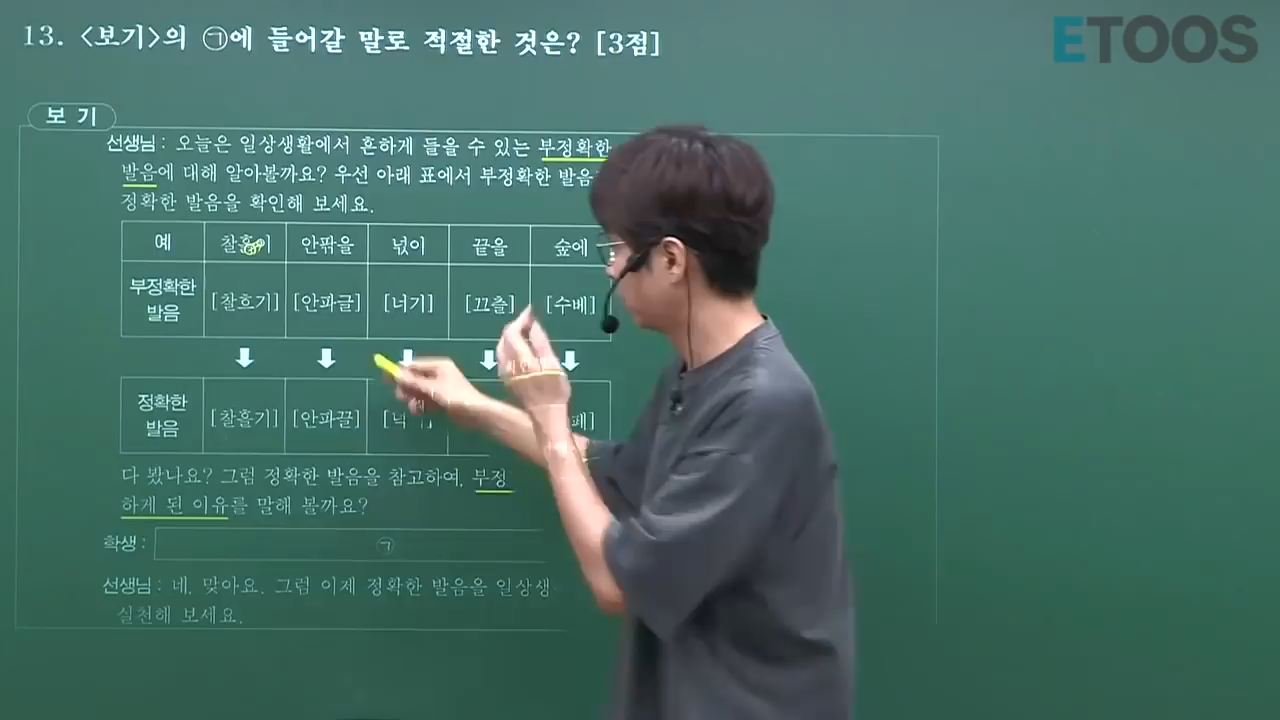 13. <보기>의 ㉠에 들어갈 말로 적절한 것은? [3점]
ETOOS
보 기
선생님 : 오늘은 일상생활에서 흔하게 들을 수 있는 부정확한
발음에 대해 알아볼까요? 우선 아래 표에서 부정확한 발음
정확한 발음을 확인해 보세요.
예 찰흙이 안팎을 넋이 끝을 숲에
부정확한 발음 [찰흐기] [안파글] [너기] [끄츨] [수베]
정확한 발음 [찰흘기] [안파끌]
다 봤나요? 그럼 정확한 발음을 참고하여, 부정
하게 된 이유를 말해 볼까요?
학생 : ㉠
선생님 : 네, 맞아요. 그럼 이제 정확한 발음을 일상생
실천해 보세요.